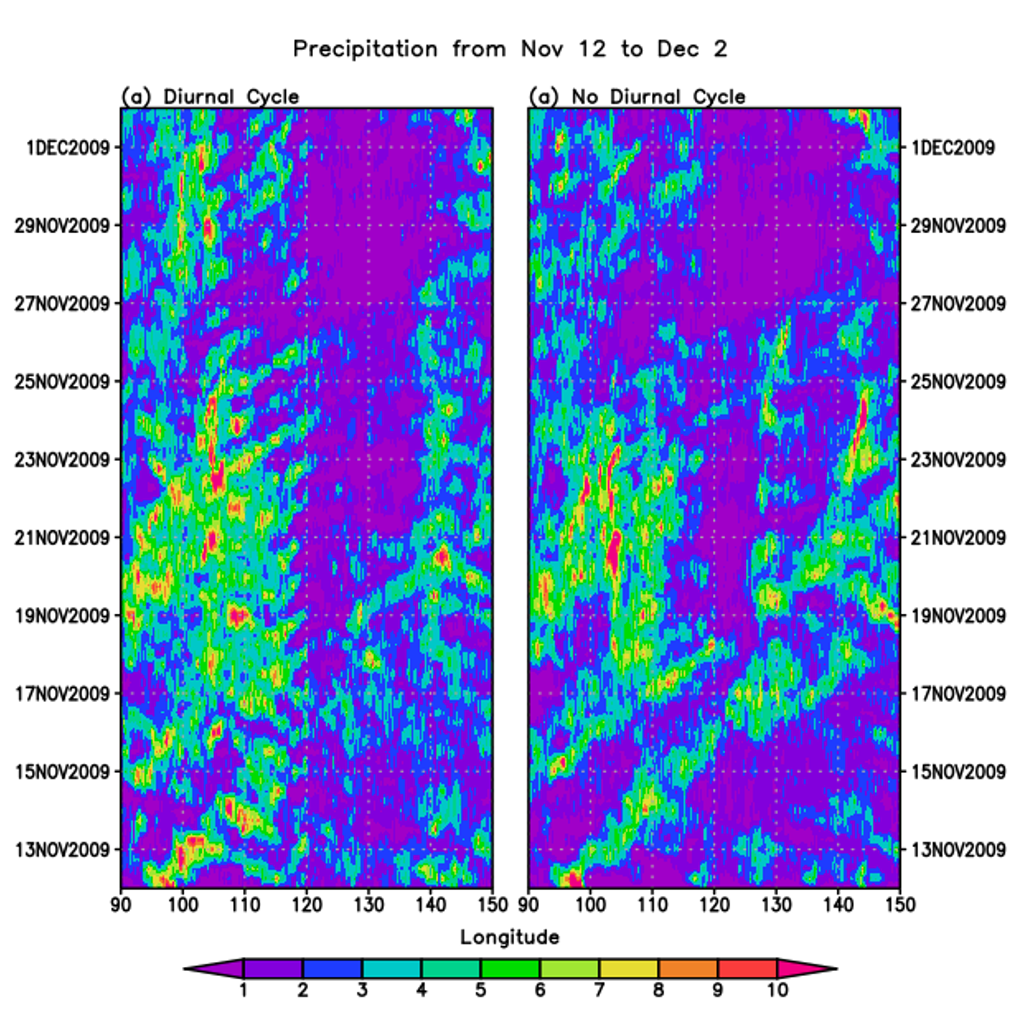 Precipitation from Nov 12 to Dec 2
(a) Diurnal Cycle
(a) No Diurnal Cycle
1DEC2009
29NOV2009
27NOV2009
25NOV2009
23NOV2009
21NOV2009
19NOV2009
17NOV2009
15NOV2009
13NOV2009
1DEC2009
29NOV2009
27NOV2009
25NOV2009
23NOV2009
21NOV2009
19NOV2009
17NOV2009
15NOV2009
13NOV2009
90 100 110 120 130 140 150
90 100 110 120 130 140 150
Longitude
1 2 3 4 5 6 7 8 9 10